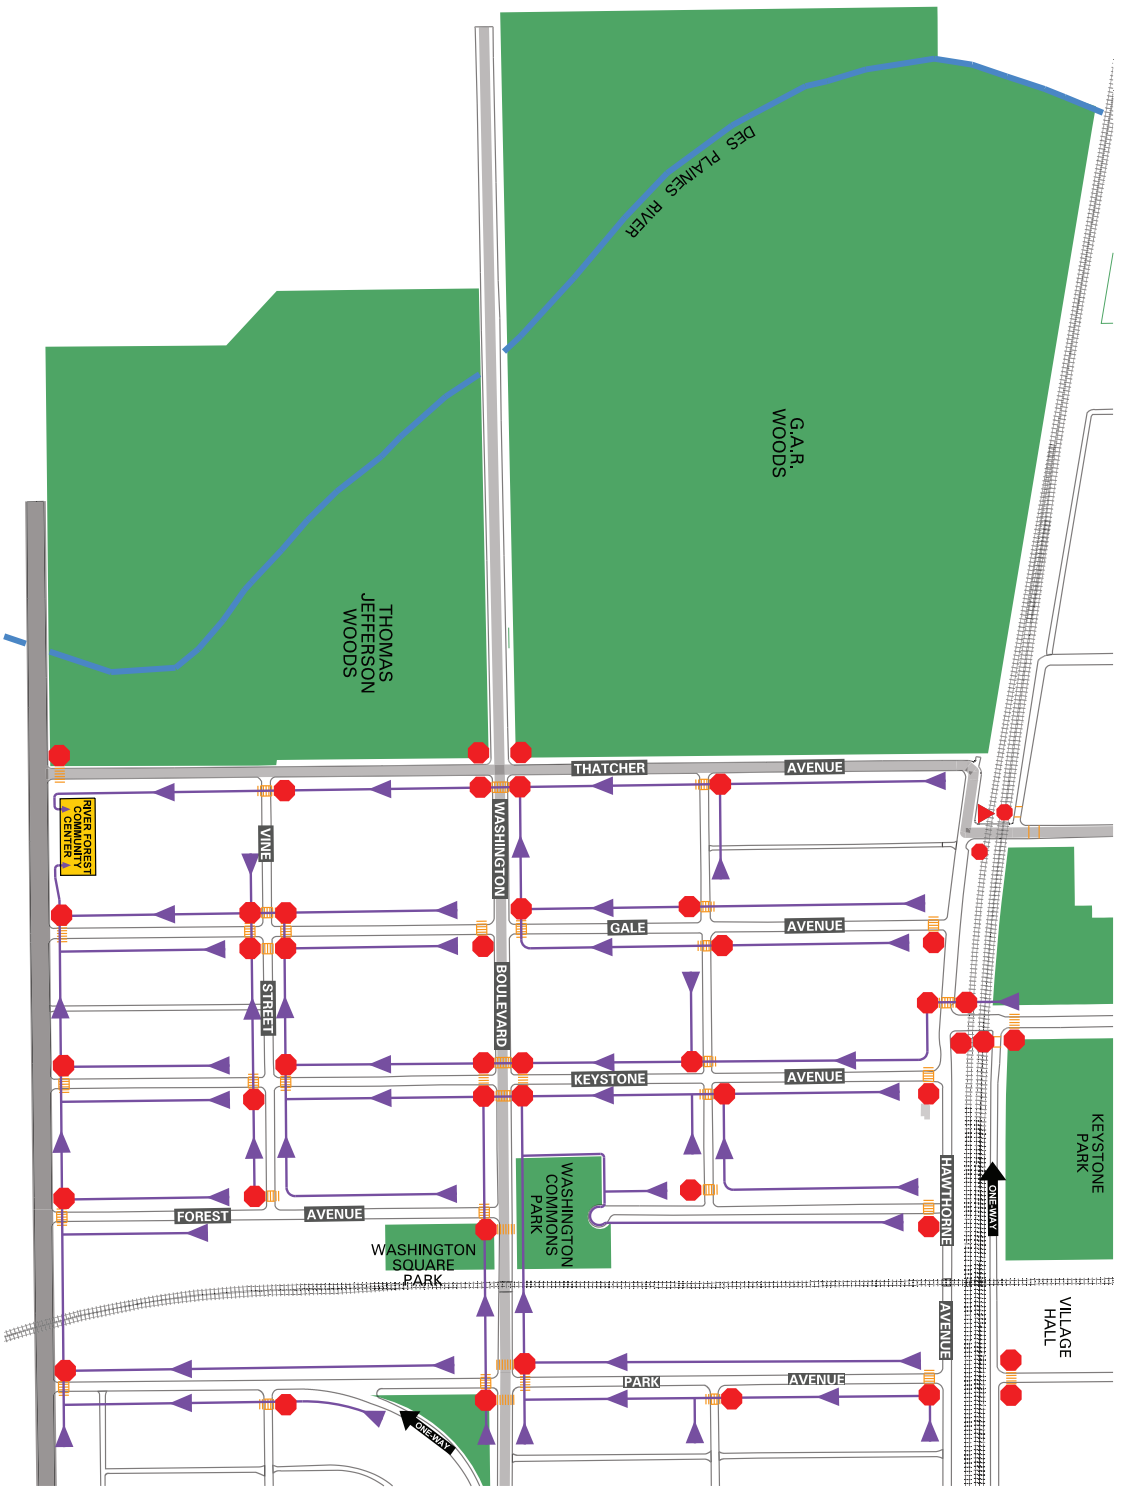 DES PLAINES RIVER
G.A.R.
WOODS
THOMAS
JEFFERSON
WOODS
THATCHER
AVENUE
RIVER FOREST
COMMUNITY
CENTER
VINE
WASHINGTON
GALE
AVENUE
STREET
BOULEVARD
KEYSTONE
AVENUE
KEYSTONE
PARK
ONE-WAY
HAWTHORNE
WASHINGTON
COMMONS
PARK
FOREST
AVENUE
WASHINGTON
SQUARE
PARK
AVENUE
VILLAGE
HALL
PARK
AVENUE
ONE-WAY